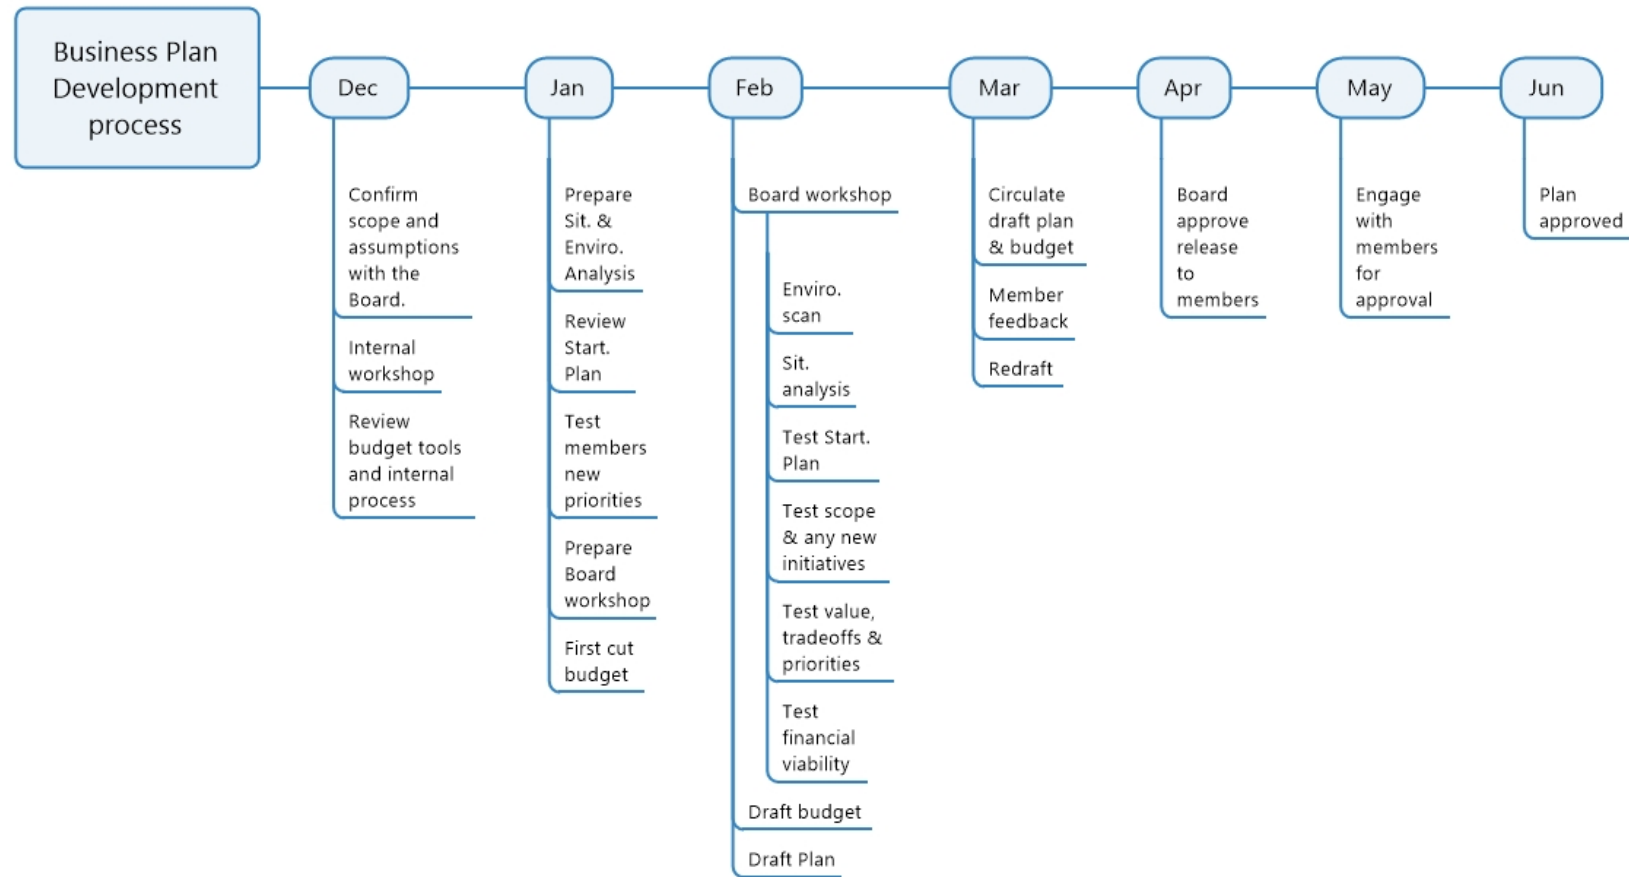 Business Plan
Development
process
Dec
Jan
Feb
Mar
Apr
May
Jun
Confirm
scope and
assumptions
with the
Board.
Internal
workshop
Review
budget tools
and internal
process
Prepare
Sit. &
Enviro.
Analysis
Review
Start.
Plan
Test
members
new
priorities
Prepare
Board
workshop
First cut
budget
Board workshop
Enviro.
scan
Sit.
analysis
Test Start.
Plan
Test scope
& any new
initiatives
Test value,
tradeoffs &
priorities
Test
financial
viability
Draft budget
Draft Plan
Circulate
draft plan
& budget
Member
feedback
Redraft
Board
approve
release
to
members
Engage
with
members
for
approval
Plan
approved